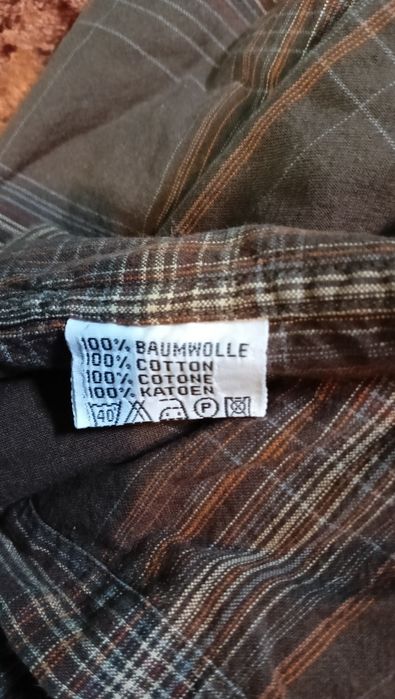 100% BAUMWOLLE
100% COTTON
100% COTONE
100% KATOEN
40 P